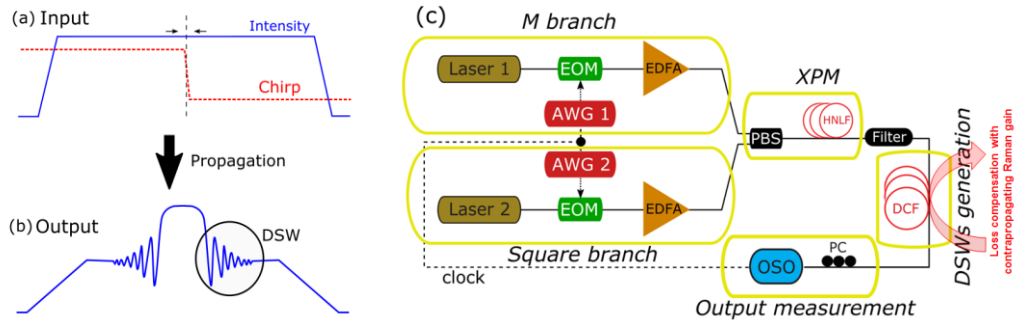 (a) Input
Intensity
Chirp
Propagation
(b) Output
DSW
(c)
M branch
Laser 1
EOM
EDFA
AWG 1
AWG 2
Laser 2
EOM
EDFA
Square branch
clock
XPM
PBS
HNLF
Filter
DCF
DSWs generation
Loss compensation with
contrapropagating Raman gain
PC
OSO
Output measurement